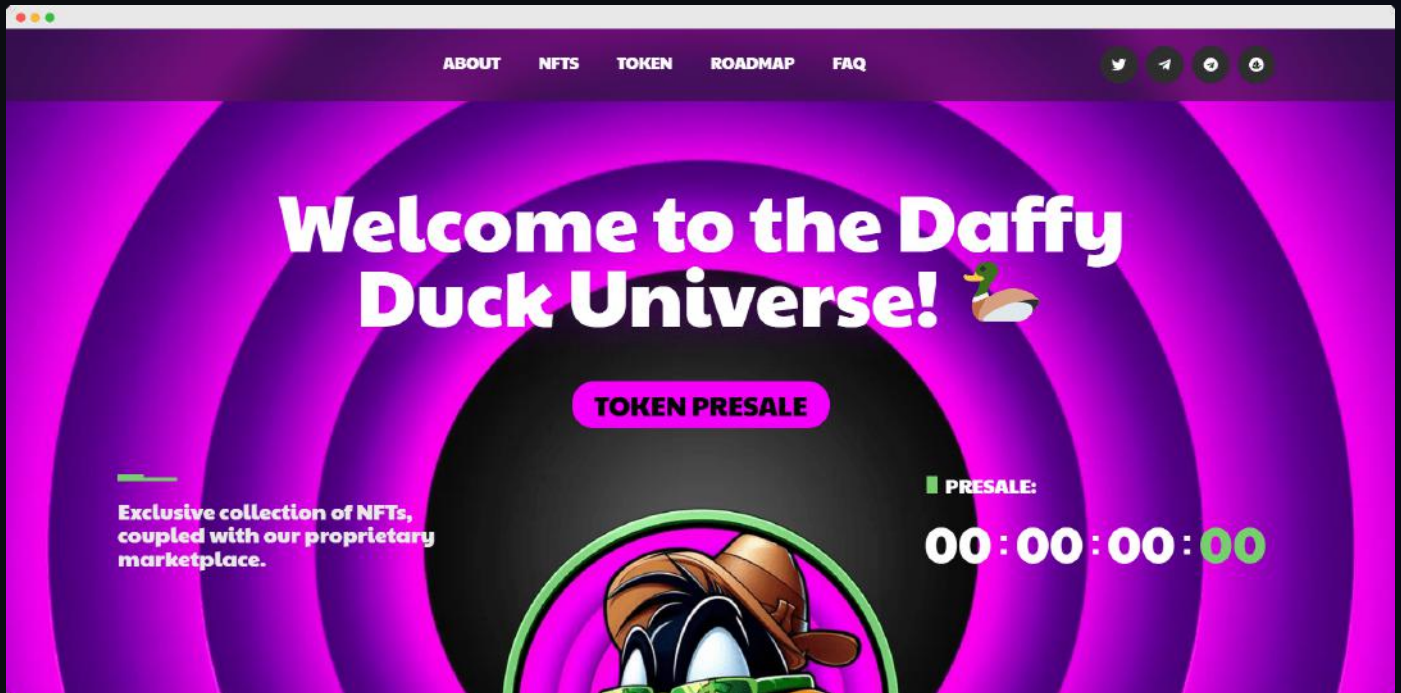 ABOUT NFTS TOKEN ROADMAP FAQ
Welcome to the Daffy
Duck Universe! 🦆
TOKEN PRESALE
Exclusive collection of NFTs,
coupled with our proprietary
marketplace.
PRESALE:
00:00:00:00